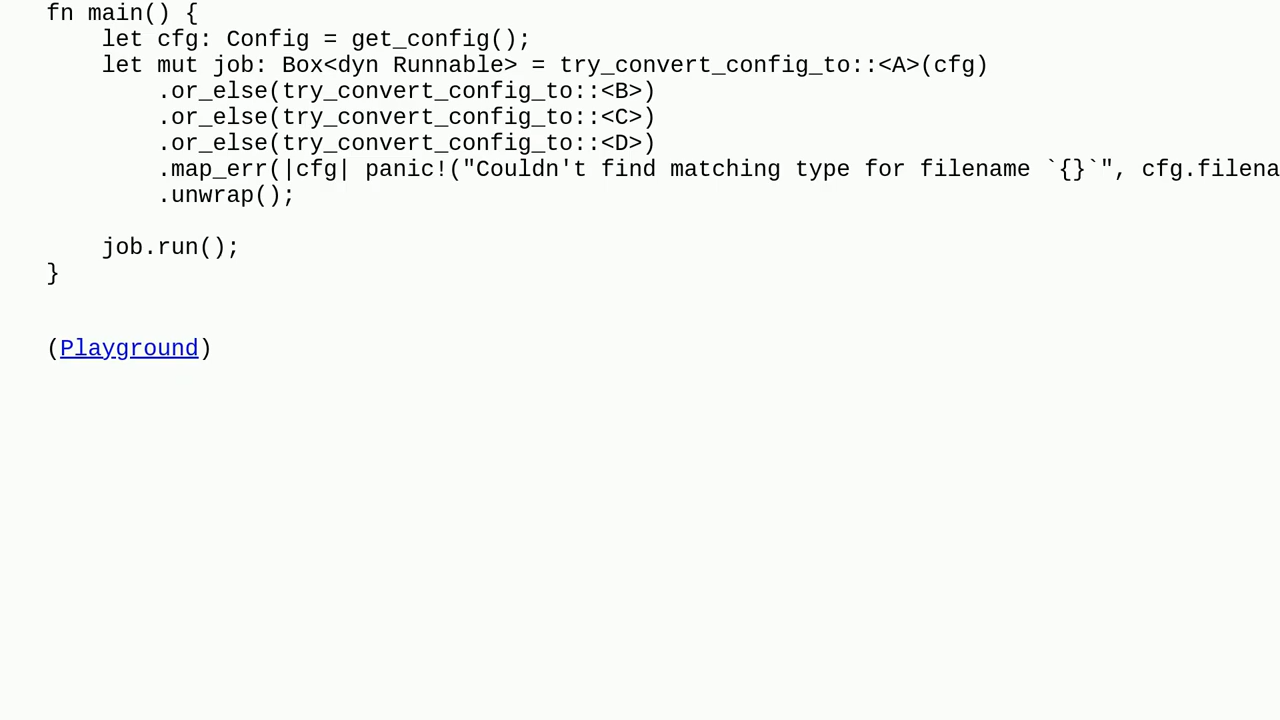 fn main() {
    let cfg: Config = get_config();
    let mut job: Box<dyn Runnable> = try_convert_config_to::<A>(cfg)
        .or_else(try_convert_config_to::<B>)
        .or_else(try_convert_config_to::<C>)
        .or_else(try_convert_config_to::<D>)
        .map_err(|cfg| panic!("Couldn't find matching type for filename `{}`", cfg.filena
        .unwrap();

    job.run();
}

(Playground)